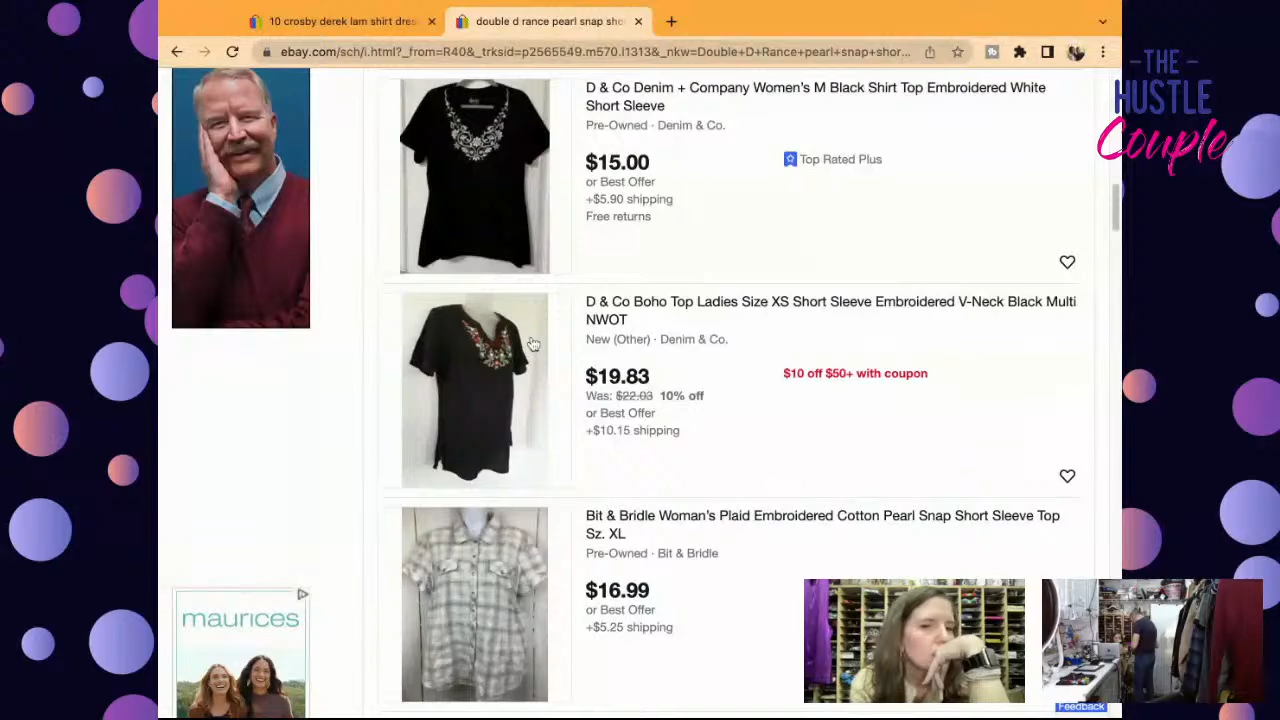 10 crosby derek lam shirt dres
double d rance pearl snap sho
ebay.com/sch/i.html?_from=R40&_trksid=p2565549.m570.l1313&_nkw=Double+D+Rance+pearl+snap+shor...
-THE-
HUSTLE
Couple
D & Co Denim + Company Women's M Black Shirt Top Embroidered White
Short Sleeve
Pre-Owned · Denim & Co.
$15.00
Top Rated Plus
or Best Offer
+$5.90 shipping
Free returns
D & Co Boho Top Ladies Size XS Short Sleeve Embroidered V-Neck Black Multi
NWOT
New (Other) · Denim & Co.
$19.83
$10 off $50+ with coupon
Was: $22.03 10% off
or Best Offer
+$10.15 shipping
Bit & Bridle Woman's Plaid Embroidered Cotton Pearl Snap Short Sleeve Top
Sz. XL
Pre-Owned · Bit & Bridle
$16.99
or Best Offer
+$5.25 shipping
maurices
Feedback